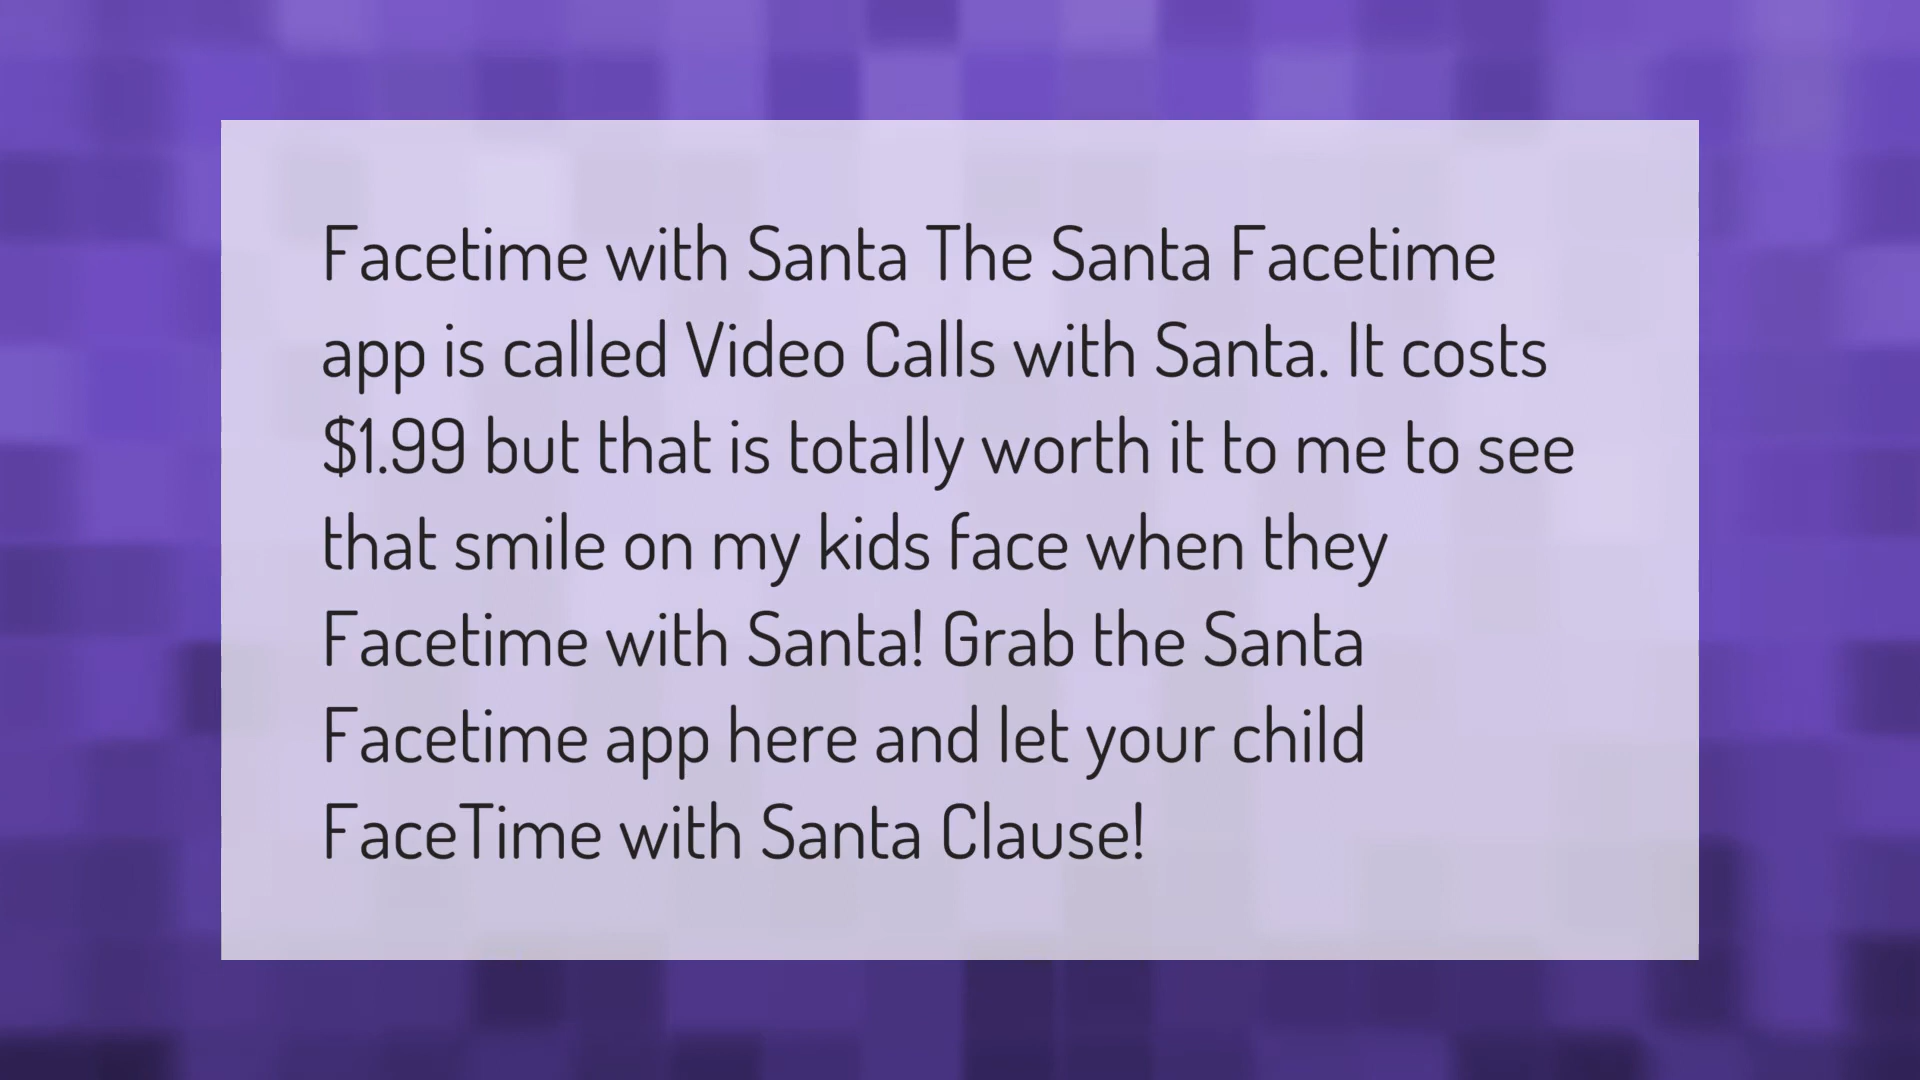 Facetime with Santa The Santa Facetime
app is called Video Calls with Santa. It costs
$1.99 but that is totally worth it to me to see
that smile on my kids face when they
Facetime with Santa! Grab the Santa
Facetime app here and let your child
FaceTime with Santa Clause!